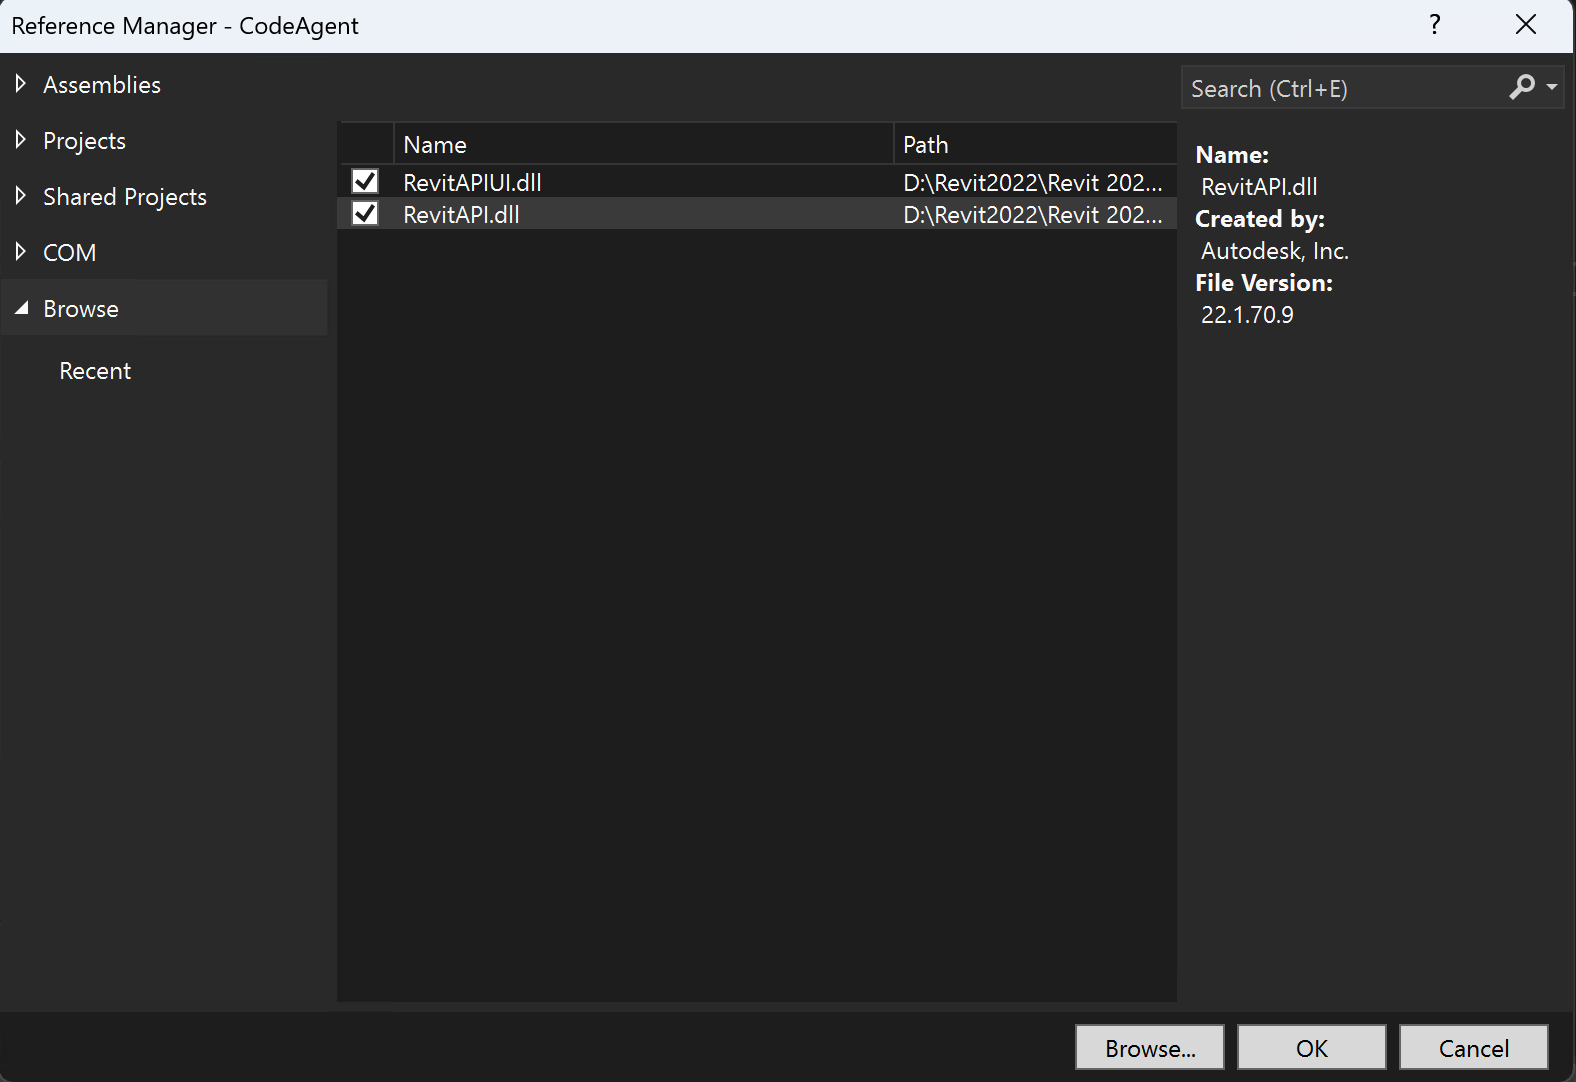 Reference Manager - CodeAgent
?
Assemblies
Projects
Shared Projects
COM
Browse
Recent
Name Path
RevitAPIUI.dll D:\Revit2022\Revit 202...
RevitAPI.dll D:\Revit2022\Revit 202...
Search (Ctrl+E)
Name:
RevitAPI.dll
Created by:
Autodesk, Inc.
File Version:
22.1.70.9
Browse... OK Cancel